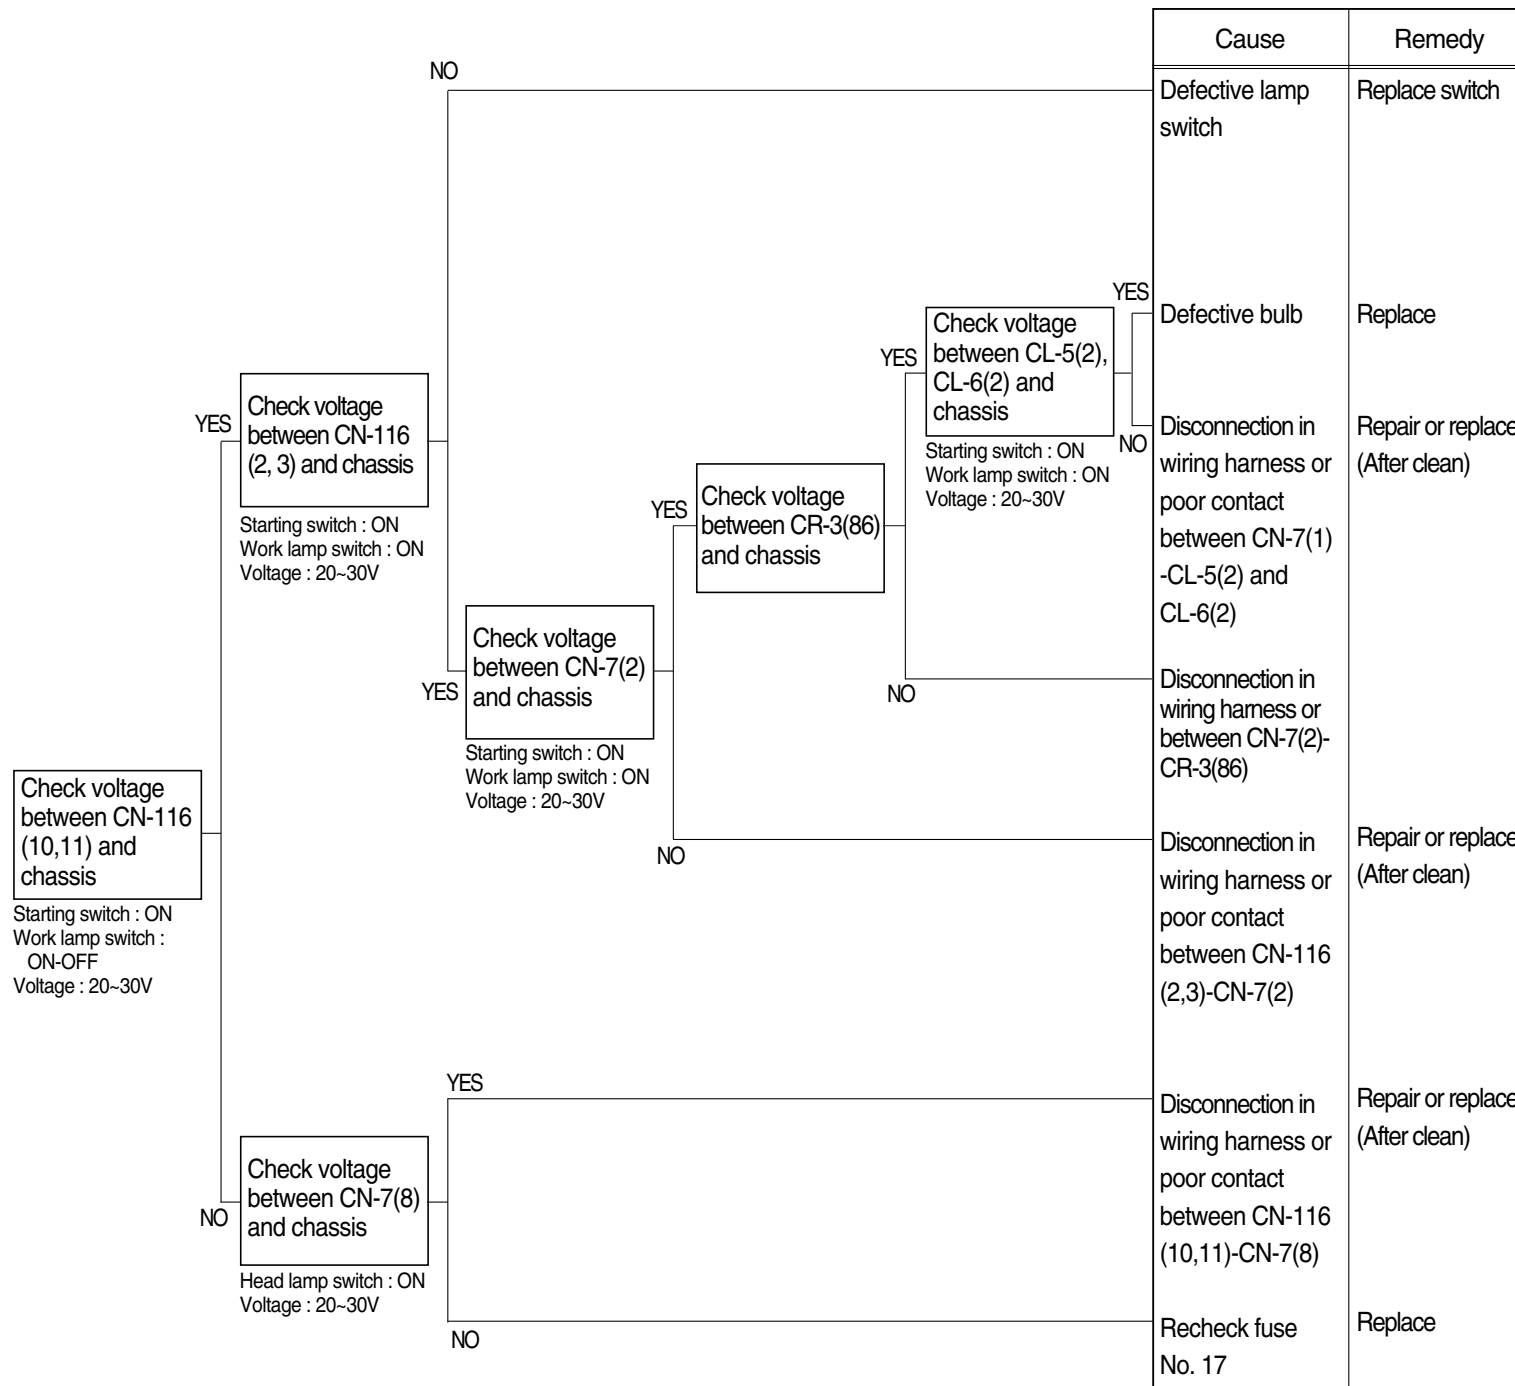 Cause
Remedy
NO
Defective lamp
switch
Replace switch
YES
Defective bulb
Replace
Check voltage
between CL-5(2),
CL-6(2) and
chassis
YES
Starting switch : ON
Work lamp switch : ON
Voltage : 20~30V
NO
Disconnection in
wiring harness or
poor contact
between CN-7(1)
-CL-5(2) and
CL-6(2)
Repair or replace
(After clean)
YES
Check voltage
between CN-116
(2, 3) and chassis
Starting switch : ON
Work lamp switch : ON
Voltage : 20~30V
YES
Check voltage
between CR-3(86)
and chassis
NO
Disconnection in
wiring harness or
between CN-7(2)-
CR-3(86)
YES
Check voltage
between CN-7(2)
and chassis
Starting switch : ON
Work lamp switch : ON
Voltage : 20~30V
NO
Disconnection in
wiring harness or
poor contact
between CN-116
(2,3)-CN-7(2)
Repair or replace
(After clean)
Check voltage
between CN-116
(10,11) and
chassis
Starting switch : ON
Work lamp switch :
ON-OFF
Voltage : 20~30V
YES
Disconnection in
wiring harness or
poor contact
between CN-116
(10,11)-CN-7(8)
Repair or replace
(After clean)
NO
Check voltage
between CN-7(8)
and chassis
Head lamp switch : ON
Voltage : 20~30V
NO
Recheck fuse
No. 17
Replace